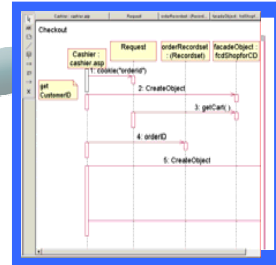 Checkout
Cashier :
cashier.asp
Request
orderRecordset
: (Recordset)
facadeObject :
fcdShopforCD
get
CustomerID
1: cookie("orderid")
2: CreateObject
3: getCart( )
4: orderID
5: CreateObject